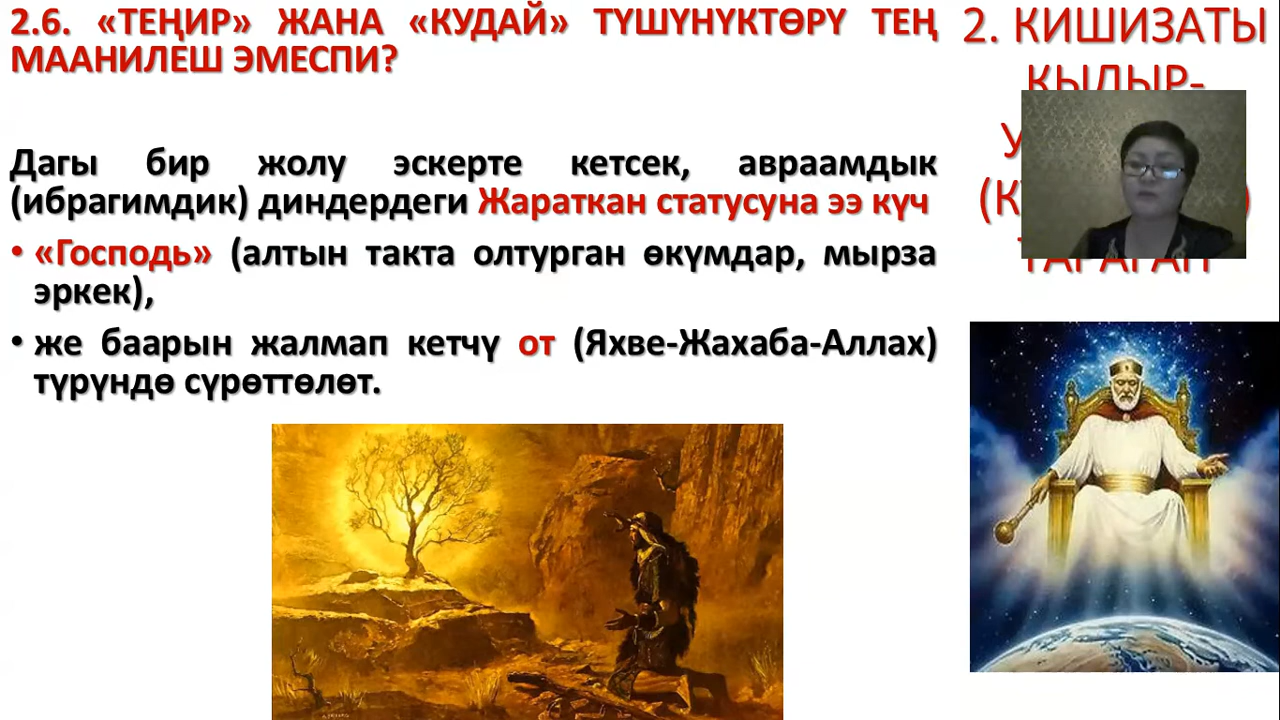 2.6. «ТЕҢИР» ЖАНА «КУДАЙ» ТҮШҮНҮКТӨРҮ ТЕҢ
МААНИЛЕШ ЭМЕСПИ?
Дагы бир жолу эскерте кетсек, авраамдык
(ибрагимдик) диндердеги Жараткан статусуна ээ күч
• «Господь» (алтын такта олтурган өкүмдар, мырза
эркек),
• же баарын жалмап кетчү от (Яхве-Жахаба-Аллах)
түрүндө сүрөттөлөт.
2. КИШИЗАТЫ